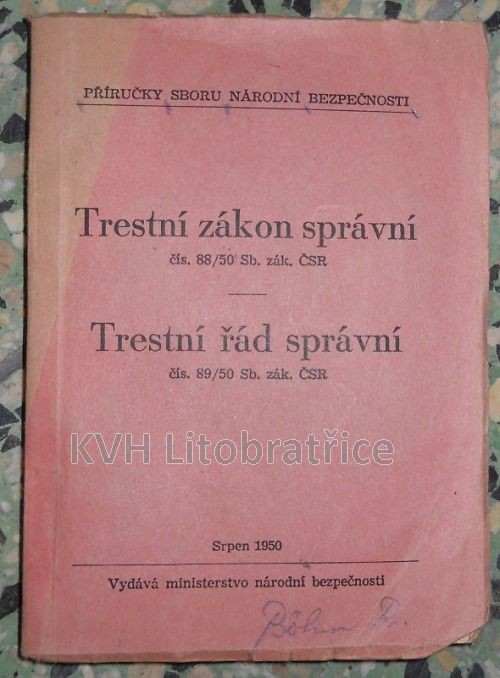 PŘÍRUČKY SBORU NÁRODNÍ BEZPEČNOSTI
Trestní zákon správní
čís. 88/50 Sb. zák. ČSR
Trestní řád správní
čís. 89/50 Sb. zák. ČSR
KVH Litobratřice
Srpen 1950
Vydává ministerstvo národní bezpečnosti
Böhm P.